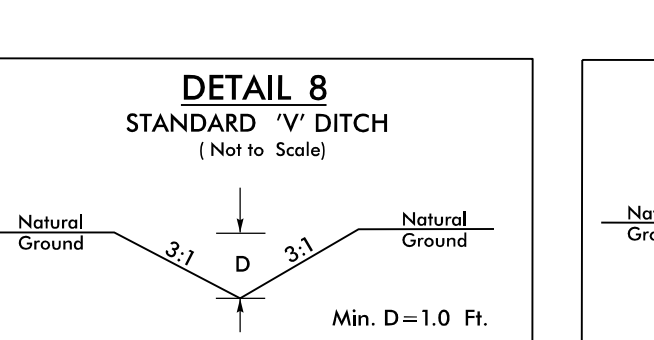 DETAIL 8
STANDARD 'V' DITCH
( Not to Scale)
Natural
Ground
3:1
D
3:1
Natural
Ground
Min. D=1.0 Ft.